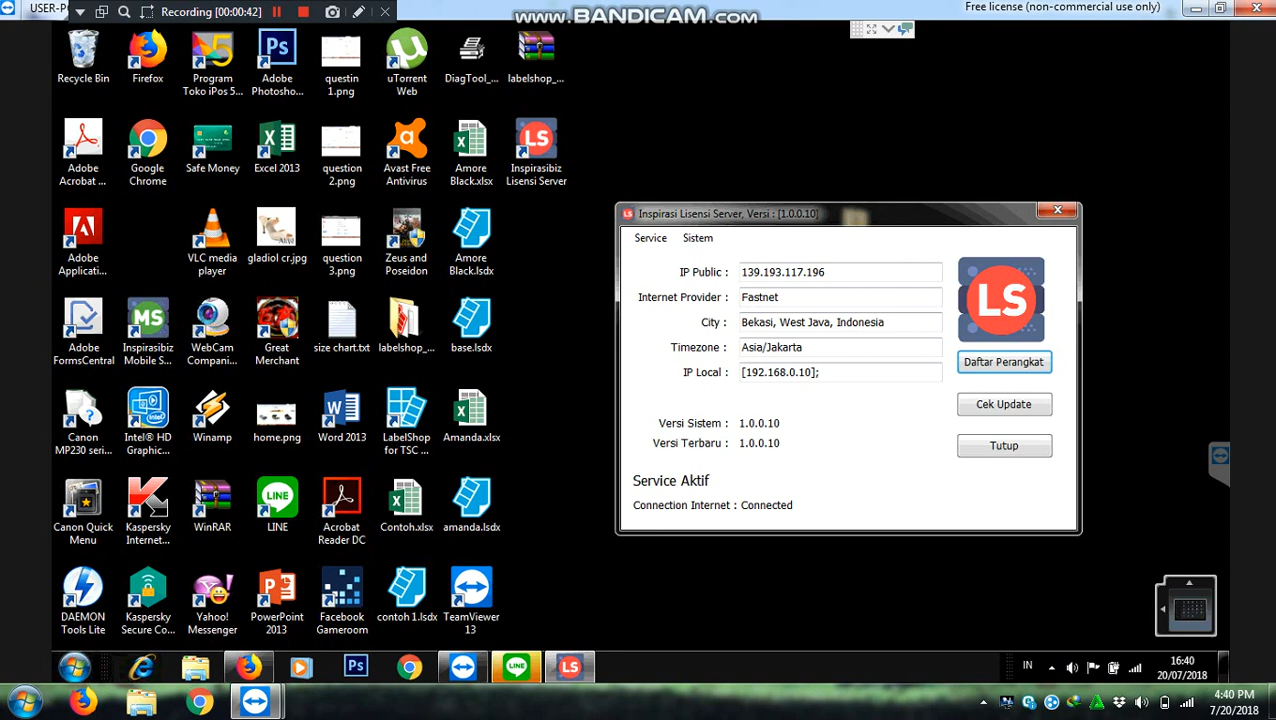 USER-P
Recording [00:00:42]
www.BANDICAM.com
Free license (non-commercial use only)
Recycle Bin
Firefox
Program
Toko iPos 5...
Adobe
Photosho...
questin
1.png
uTorrent
Web
DiagTool_...
labelshop_...
Adobe
Acrobat ...
Google
Chrome
Safe Money
Excel 2013
question
2.png
Avast Free
Antivirus
Amore
Black.xlsx
Inspirasibiz
Lisensi Server
Adobe
Applicati...
VLC media
player
gladiol cr.jpg
question
3.png
Zeus and
Poseidon
Amore
Black.lsdx
Adobe
FormsCentral
Inspirasibiz
Mobile S...
WebCam
Compani...
Great
Merchant
size chart.txt
labelshop_...
base.lsdx
Canon
MP230 seri...
Intel® HD
Graphic...
Winamp
home.png
Word 2013
LabelShop
for TSC ...
Amanda.xlsx
Canon Quick
Menu
Kaspersky
Internet...
WinRAR
LINE
Acrobat
Reader DC
Contoh.xlsx
amanda.lsdx
DAEMON
Tools Lite
Kaspersky
Secure Co...
Yahoo!
Messenger
PowerPoint
2013
Facebook
Gameroom
contoh 1.lsdx
TeamViewer
13
Inspirasi Lisensi Server, Versi : [1.0.0.10]
Service Sistem
IP Public : 139.193.117.196
Internet Provider : Fastnet
City : Bekasi, West Java, Indonesia
Timezone : Asia/Jakarta
IP Local : [192.168.0.10];
LS
Daftar Perangkat
Cek Update
Tutup
Versi Sistem : 1.0.0.10
Versi Terbaru : 1.0.0.10
Service Aktif
Connection Internet : Connected
IN
16:40
20/07/2018
4:40 PM
7/20/2018